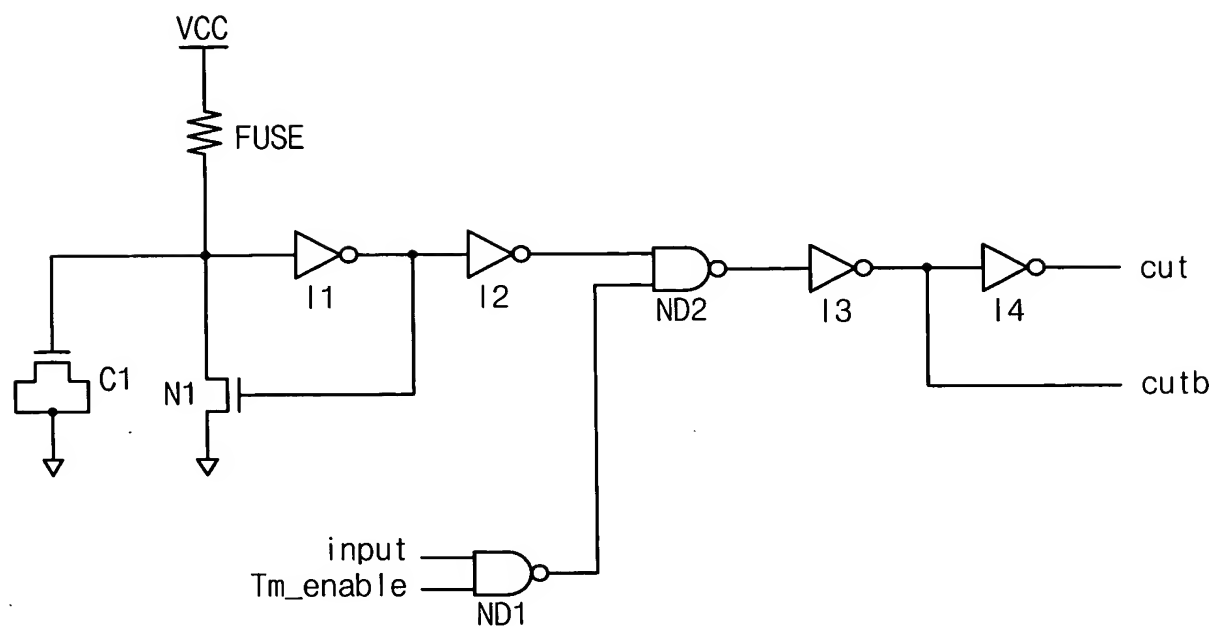 VCC
FUSE
I1
I2
ND2
I3
I4
cut
cutb
C1
N1
input
Tm_enable
ND1